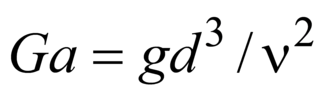 Ga = gd³ / ν²